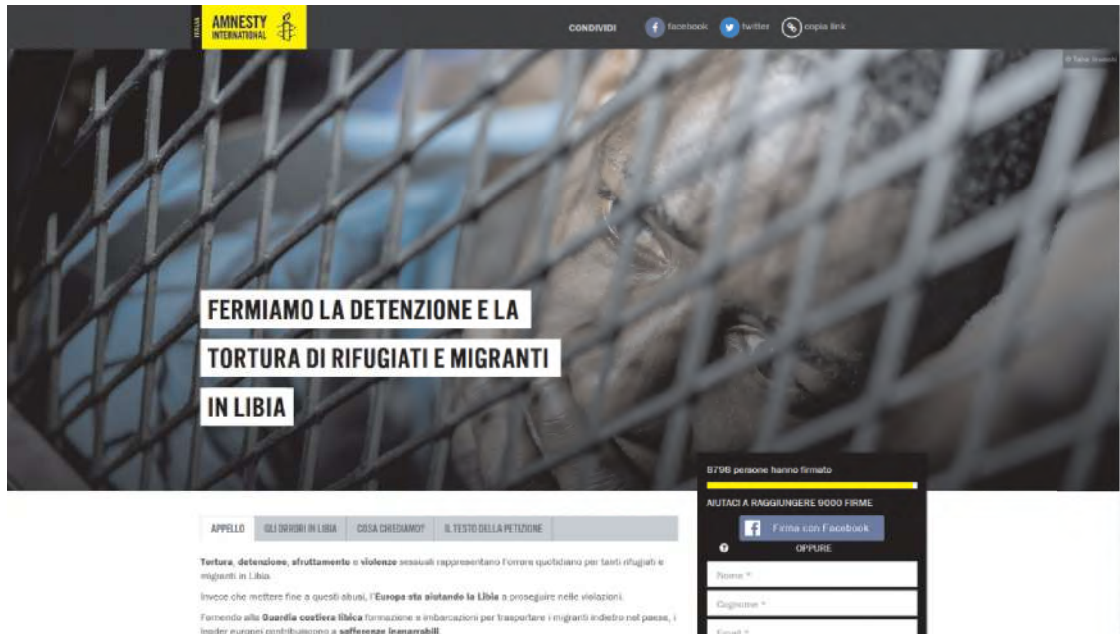 ITALIA
AMNESTY
INTERNATIONAL
CONDIVIDI
facebook
twitter
copia link
FERMIAMO LA DETENZIONE E LA
TORTURA DI RIFUGIATI E MIGRANTI
IN LIBIA
8798 persone hanno firmato
AIUTACI A RAGGIUNGERE 9000 FIRME
Firma con Facebook
OPPURE
Nome *
Cognome *
Email *
APPELLO
GLI ORRORI IN LIBIA
COSA CHIEDIAMO?
IL TESTO DELLA PETIZIONE
Tortura, detenzione, sfruttamento e violenze sessuali rappresentano l'orrore quotidiano per tanti rifugiati e
migranti in Libia.
Invece che mettere fine a questi abusi, l'Europa sta aiutando la Libia a proseguire nelle violazioni.
Fornendo alla Guardia costiera libica formazione e imbarcazioni per trasportare i migranti indietro nel paese, i
leader europei contribuiscono a sofferenze inenarrabili.